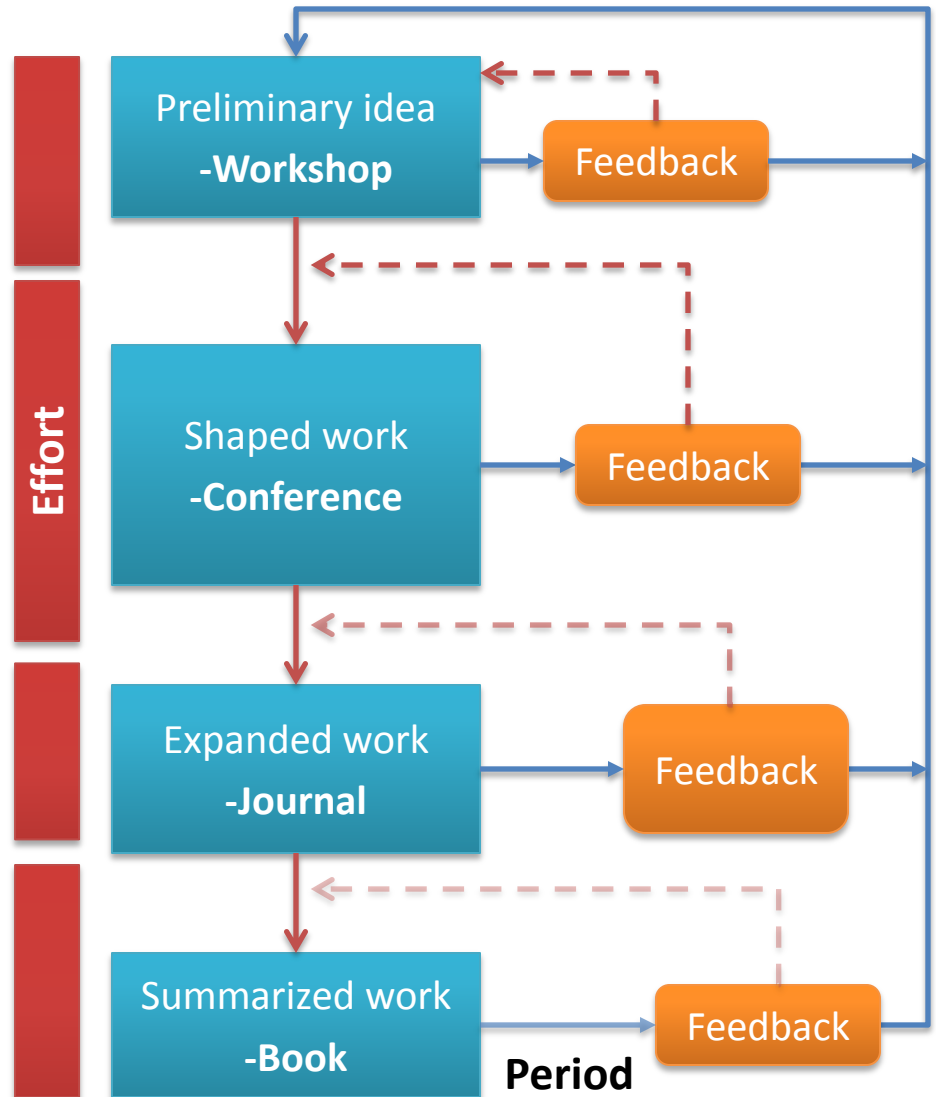 Preliminary idea
-Workshop
Feedback
Effort
Shaped work
-Conference
Feedback
Expanded work
-Journal
Feedback
Summarized work
-Book
Feedback
Period